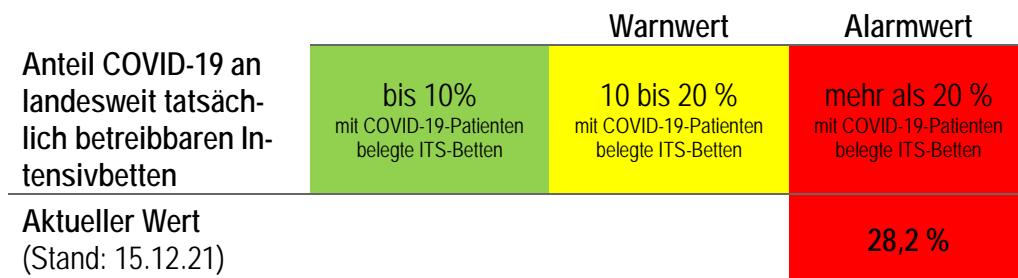 Warnwert Alarmwert
Anteil COVID-19 an
landesweit tatsäch-
lich betreibbaren In-
tensivbetten
bis 10%
mit COVID-19-Patienten
belegte ITS-Betten
10 bis 20 %
mit COVID-19-Patienten
belegte ITS-Betten
mehr als 20 %
mit COVID-19-Patienten
belegte ITS-Betten
Aktueller Wert
(Stand: 15.12.21)
28,2 %